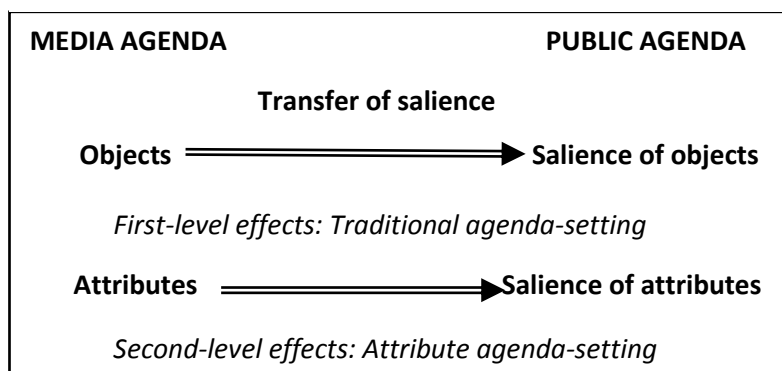 MEDIA AGENDA PUBLIC AGENDA
Transfer of salience
Objects Salience of objects
First-level effects: Traditional agenda-setting
Attributes Salience of attributes
Second-level effects: Attribute agenda-setting